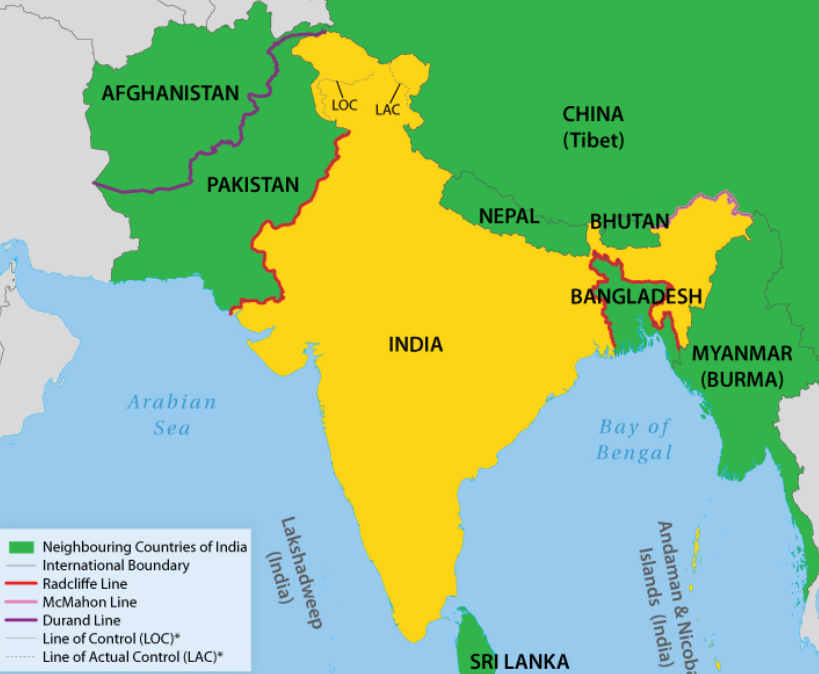 AFGHANISTAN
LOC
LAC
CHINA
(Tibet)
PAKISTAN
NEPAL
BHUTAN
BANGLADESH
INDIA
MYANMAR
(BURMA)
Arabian
Sea
Bay of
Bengal
Lakshadweep
(India)
Andaman & Nicoba
Islands (India)
SRI LANKA
Neighbouring Countries of India
International Boundary
Radcliffe Line
McMahon Line
Durand Line
Line of Control (LOC)*
Line of Actual Control (LAC)*